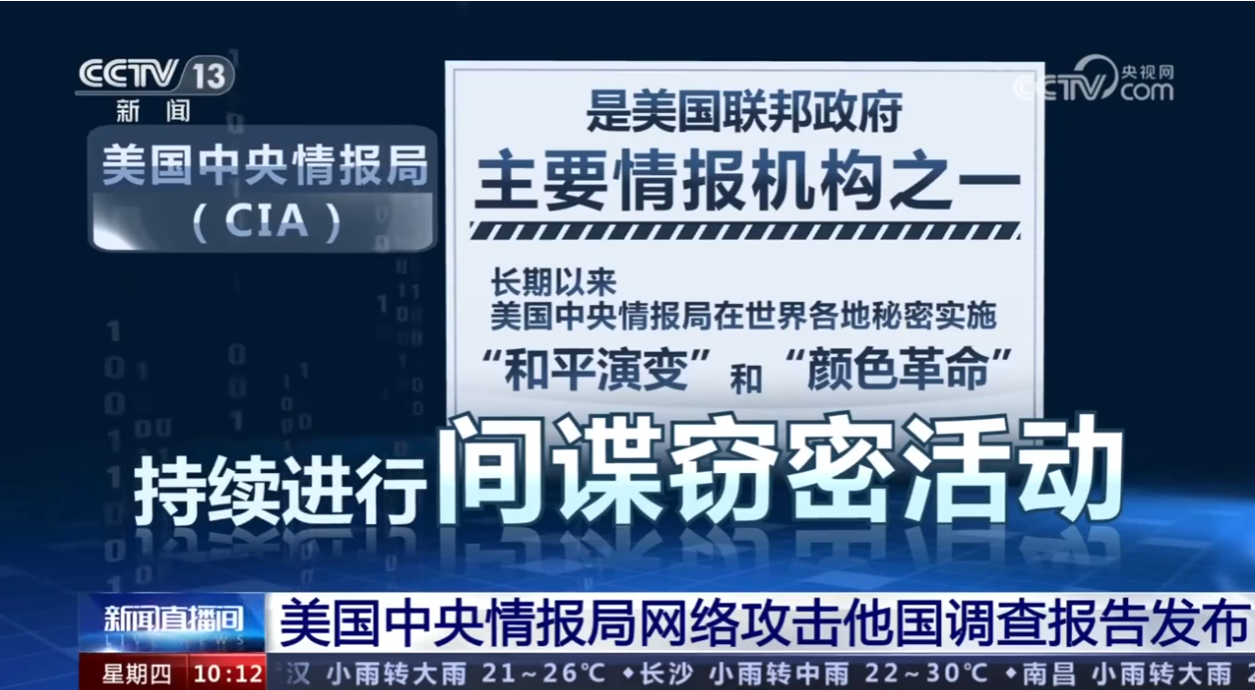 CCTV 13
新闻
央视网
CCTV com
美国中央情报局
（CIA）
是美国联邦政府
主要情报机构之一
长期以来
美国中央情报局在世界各地秘密实施
“和平演变”和“颜色革命”
持续进行间谍窃密活动
新闻直播间
LIVE NEWS
美国中央情报局网络攻击他国调查报告发布
星期四 10:12 汉 小雨转大雨 21~26℃ ◆长沙 小雨转中雨 22~30℃ ◆南昌 小雨转大雨 2